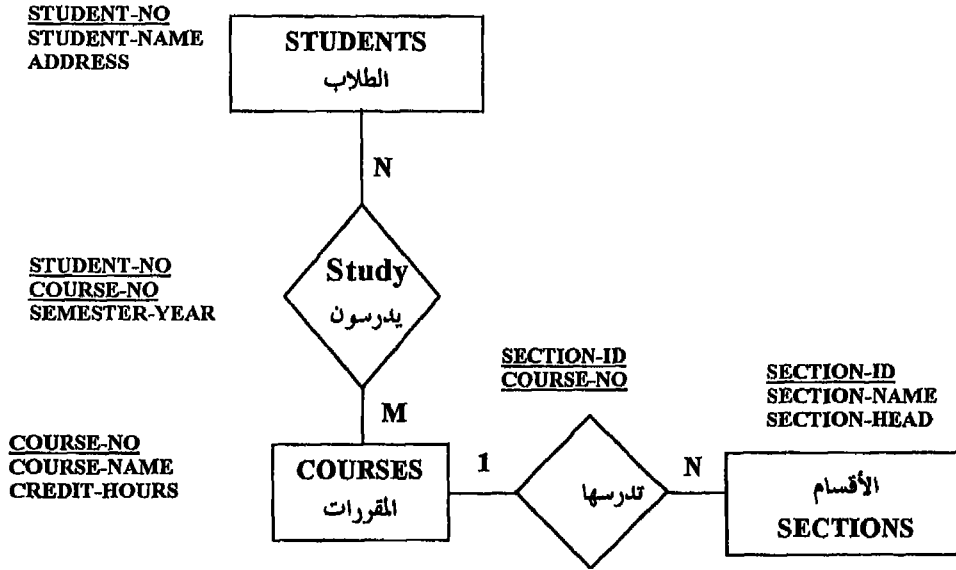 STUDENT-NO
STUDENT-NAME
ADDRESS
STUDENTS
الطلاب
N
STUDENT-NO
COURSE-NO
SEMESTER-YEAR
Study
يدرسون
M
COURSE-NO
COURSE-NAME
CREDIT-HOURS
COURSES
المقررات
1
SECTION-ID
COURSE-NO
تدرسها
N
SECTION-ID
SECTION-NAME
SECTION-HEAD
الأقسام
SECTIONS